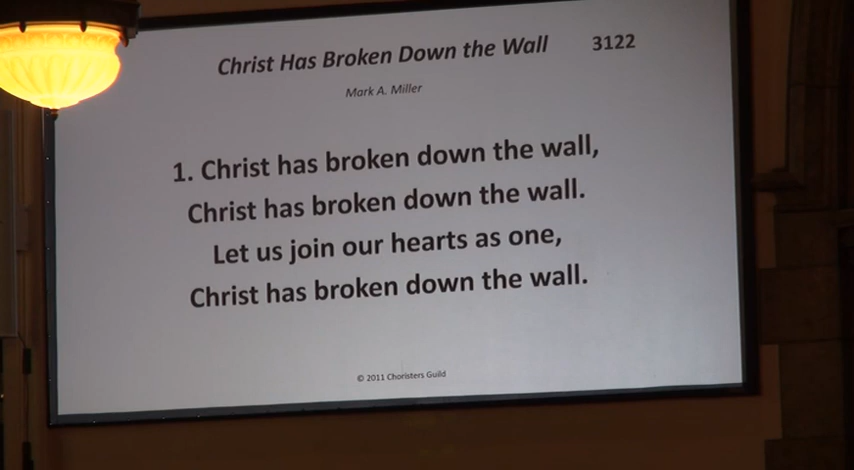 Christ Has Broken Down the Wall 3122
Mark A. Miller
1. Christ has broken down the wall,
Christ has broken down the wall.
Let us join our hearts as one,
Christ has broken down the wall.
© 2011 Choristers Guild